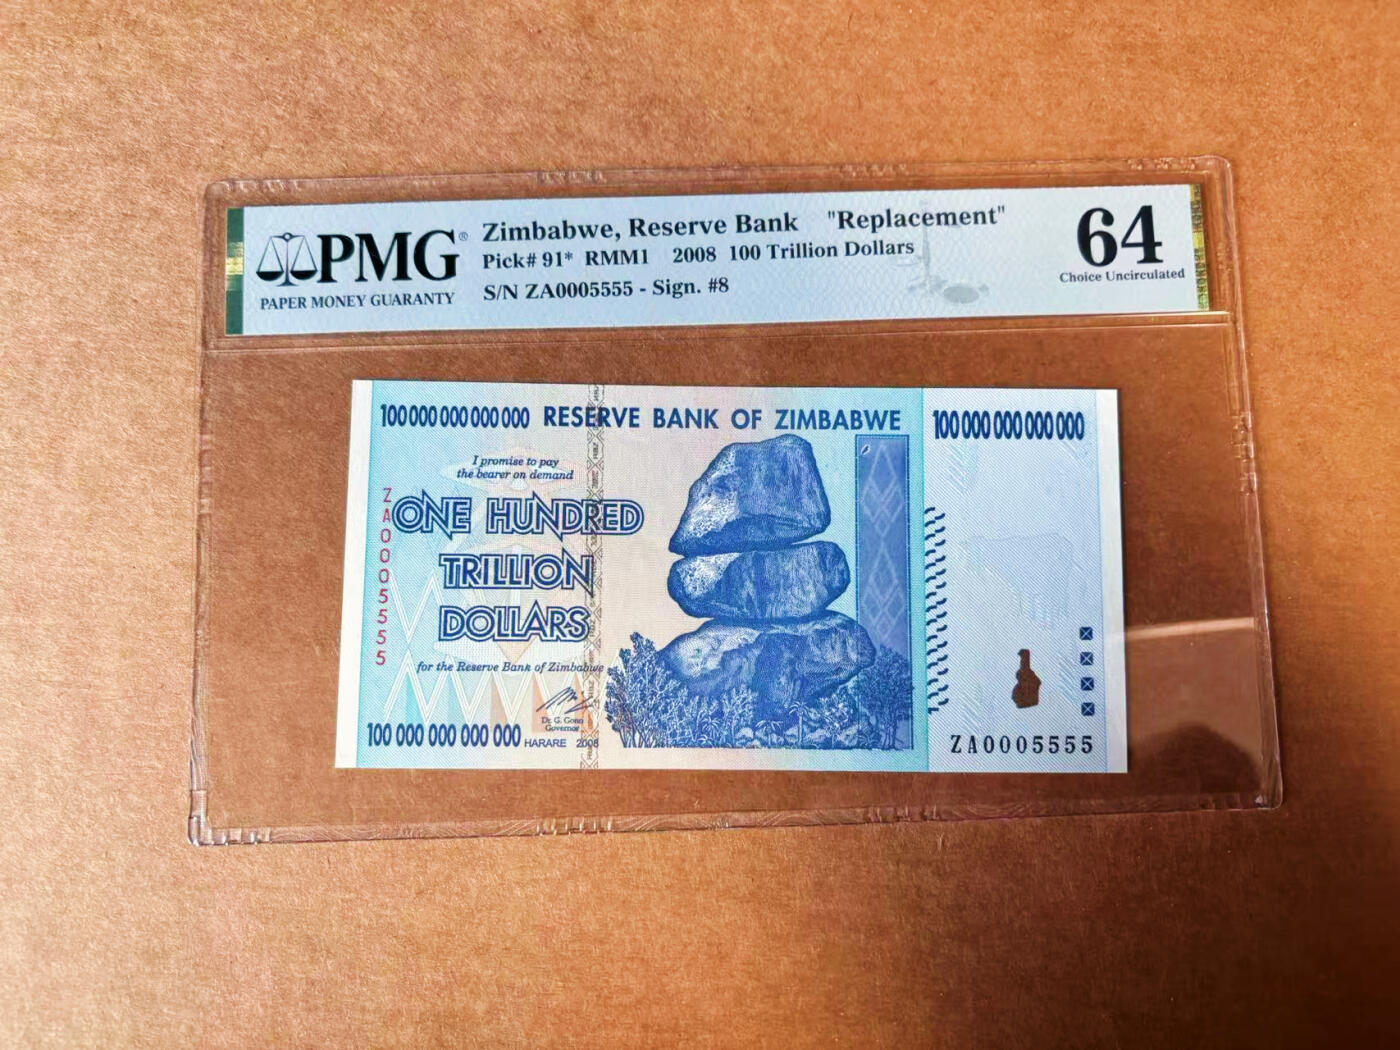 PMG®
PAPER MONEY GUARANTY
Zimbabwe, Reserve Bank "Replacement"
Pick# 91* RMM1 2008 100 Trillion Dollars
S/N ZA0005555 - Sign. #8
64
Choice Uncirculated
100 000 000 000 000 RESERVE BANK OF ZIMBABWE 100 000 000 000 000
I promise to pay
the bearer on demand
ZA0005555
ONE HUNDRED
TRILLION
DOLLARS
for the Reserve Bank of Zimbabwe
Dr. G. Gono
Governor
100 000 000 000 000 HARARE 2008
ZA0005555